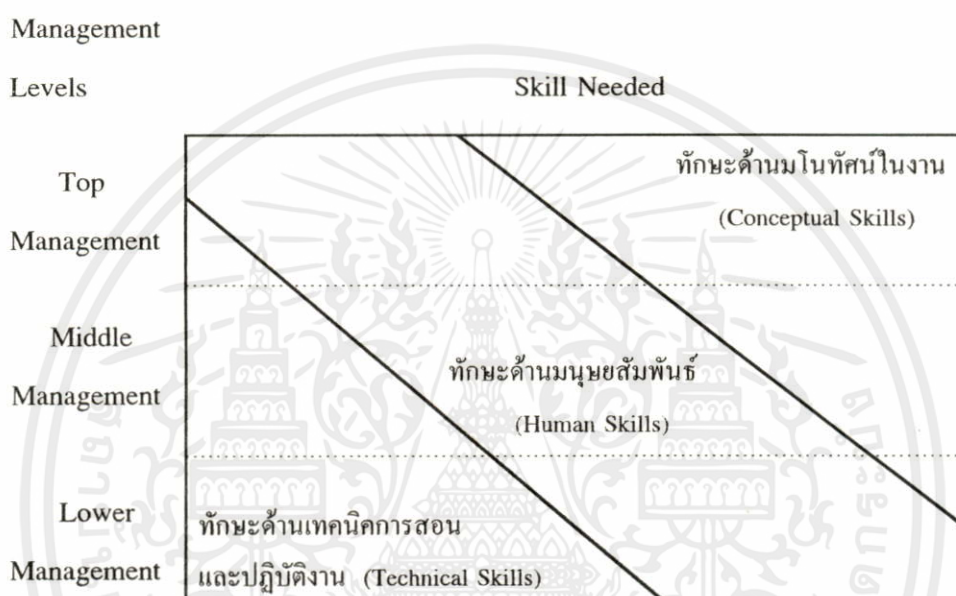 Management
Levels
Skill Needed
Top
Management
ทักษะด้านมโนทัศน์ในงาน
(Conceptual Skills)
Middle
Management
ทักษะด้านมนุษยสัมพันธ์
(Human Skills)
Lower
Management
ทักษะด้านเทคนิคการสอน
และปฏิบัติงาน (Technical Skills)